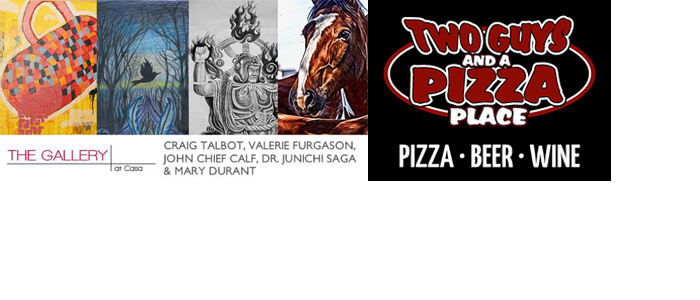 THE GALLERY
at Casa
CRAIG TALBOT, VALERIE FURGASON,
JOHN CHIEF CALF, DR. JUNICHI SAGA
& MARY DURANT
TWO GUYS
AND A
PIZZA
PLACE
PIZZA · BEER · WINE